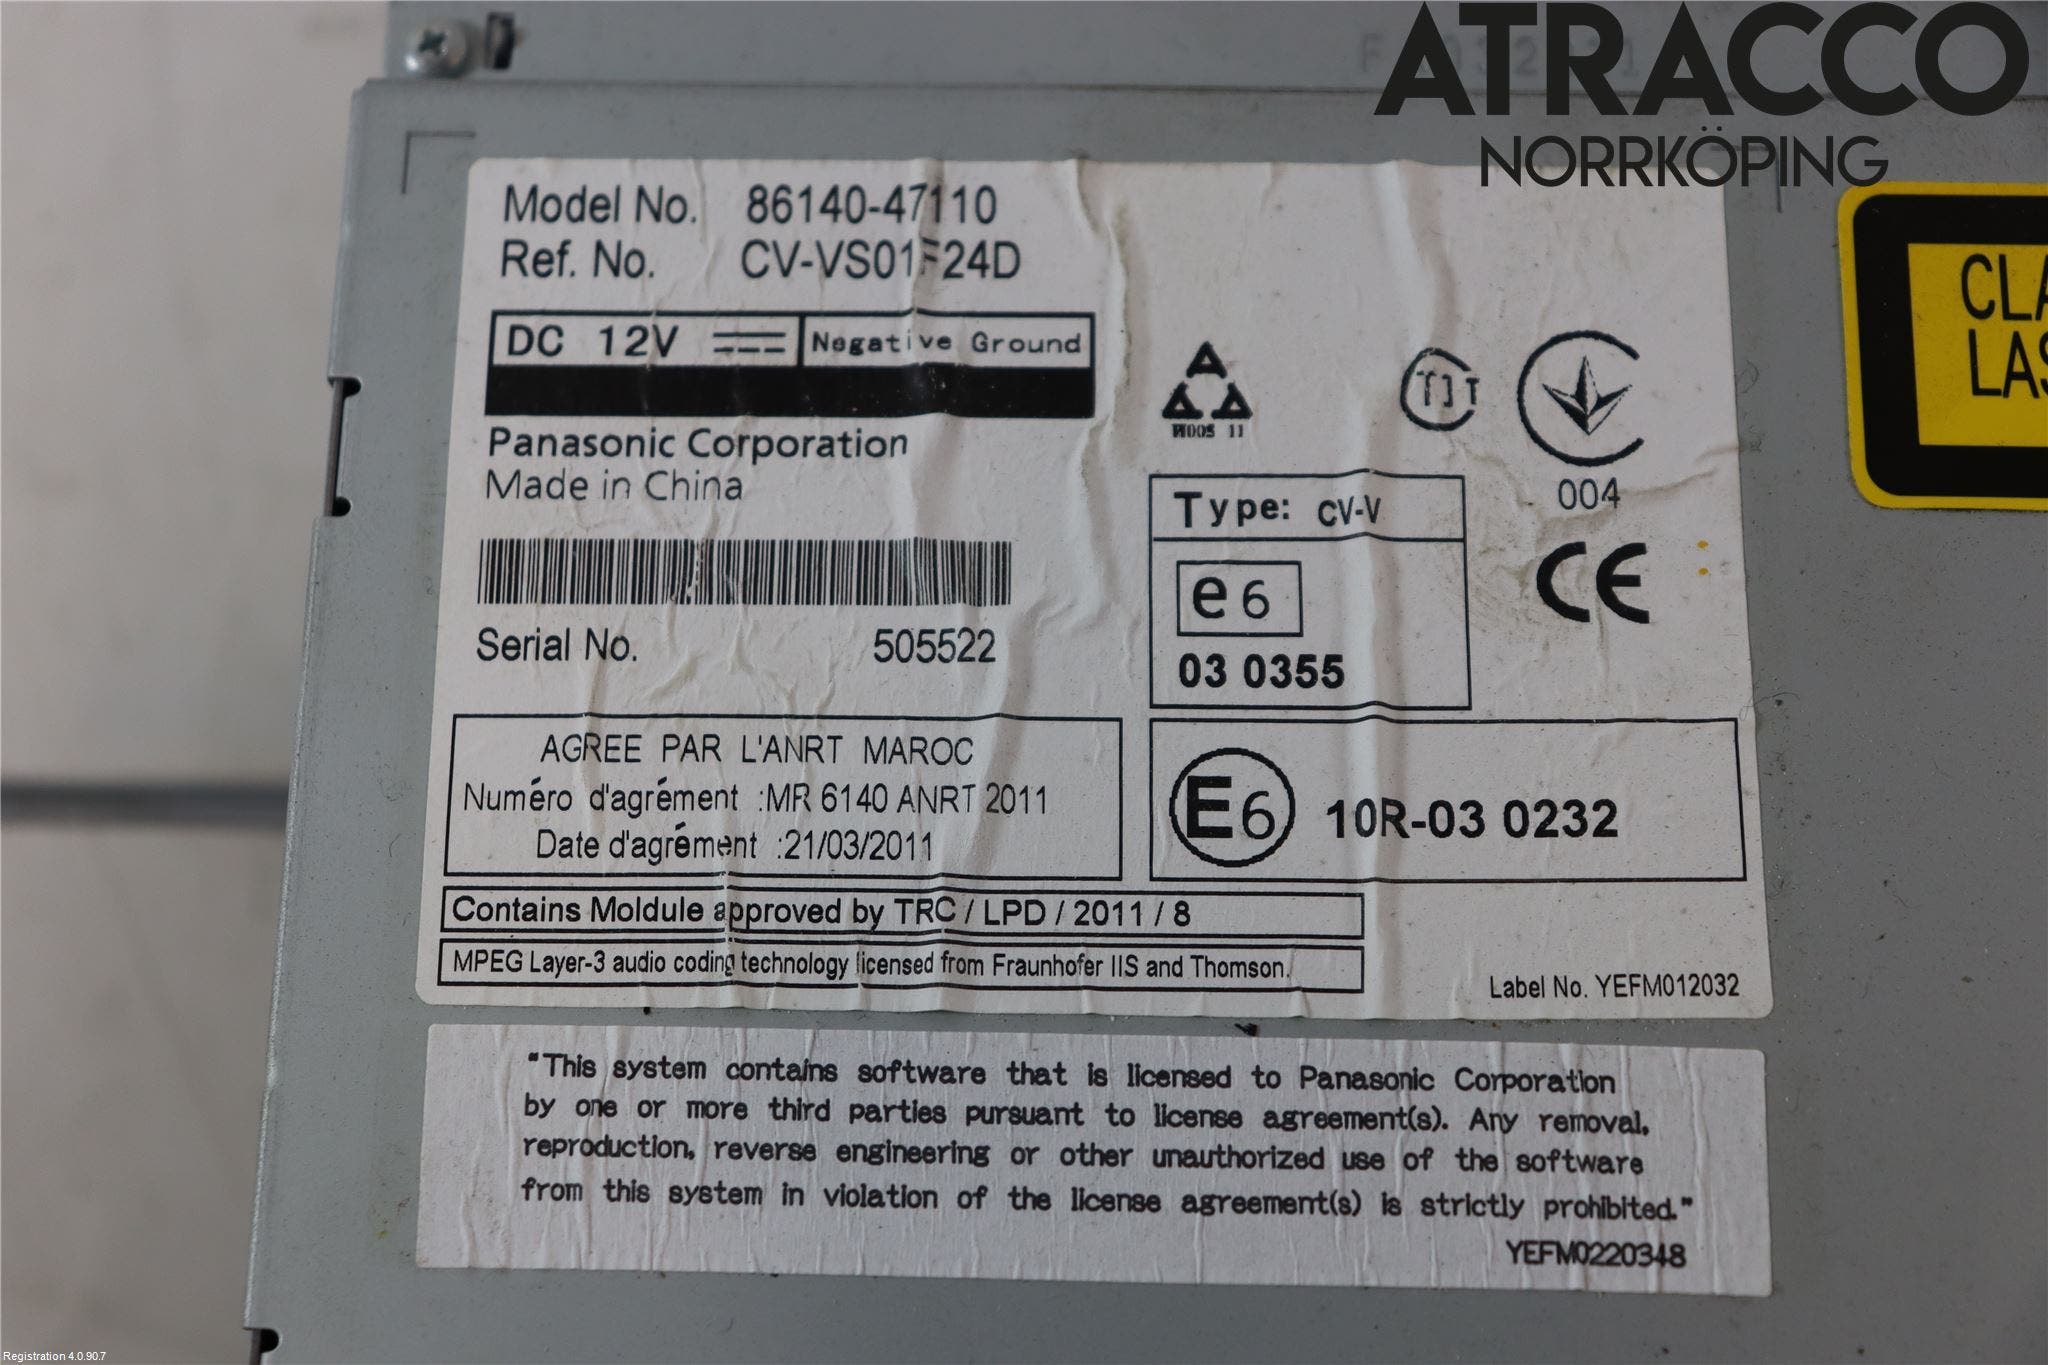 ATRACCO
NORRKÖPING
Model No. 86140-47110
Ref. No. CV-VS01F24D
DC 12V
Negative Ground
CLA
LAS
Panasonic Corporation
Made in China
004
Type: CV-V
e6
03 0355
CE
Serial No. 505522
AGREE PAR L'ANRT MAROC
Numéro d'agrément :MR 6140 ANRT 2011
Date d'agrément :21/03/2011
E6 10R-03 0232
Contains Moldule approved by TRC / LPD / 2011 / 8
MPEG Layer-3 audio coding technology licensed from Fraunhofer IIS and Thomson.
Label No. YEFM012032
"This system contains software that is licensed to Panasonic Corporation
by one or more third parties pursuant to license agreement(s). Any removal,
reproduction, reverse engineering or other unauthorized use of the software
from this system in violation of the license agreement(s) is strictly prohibited."
YEFM0220348
Registration 4.0.90.7